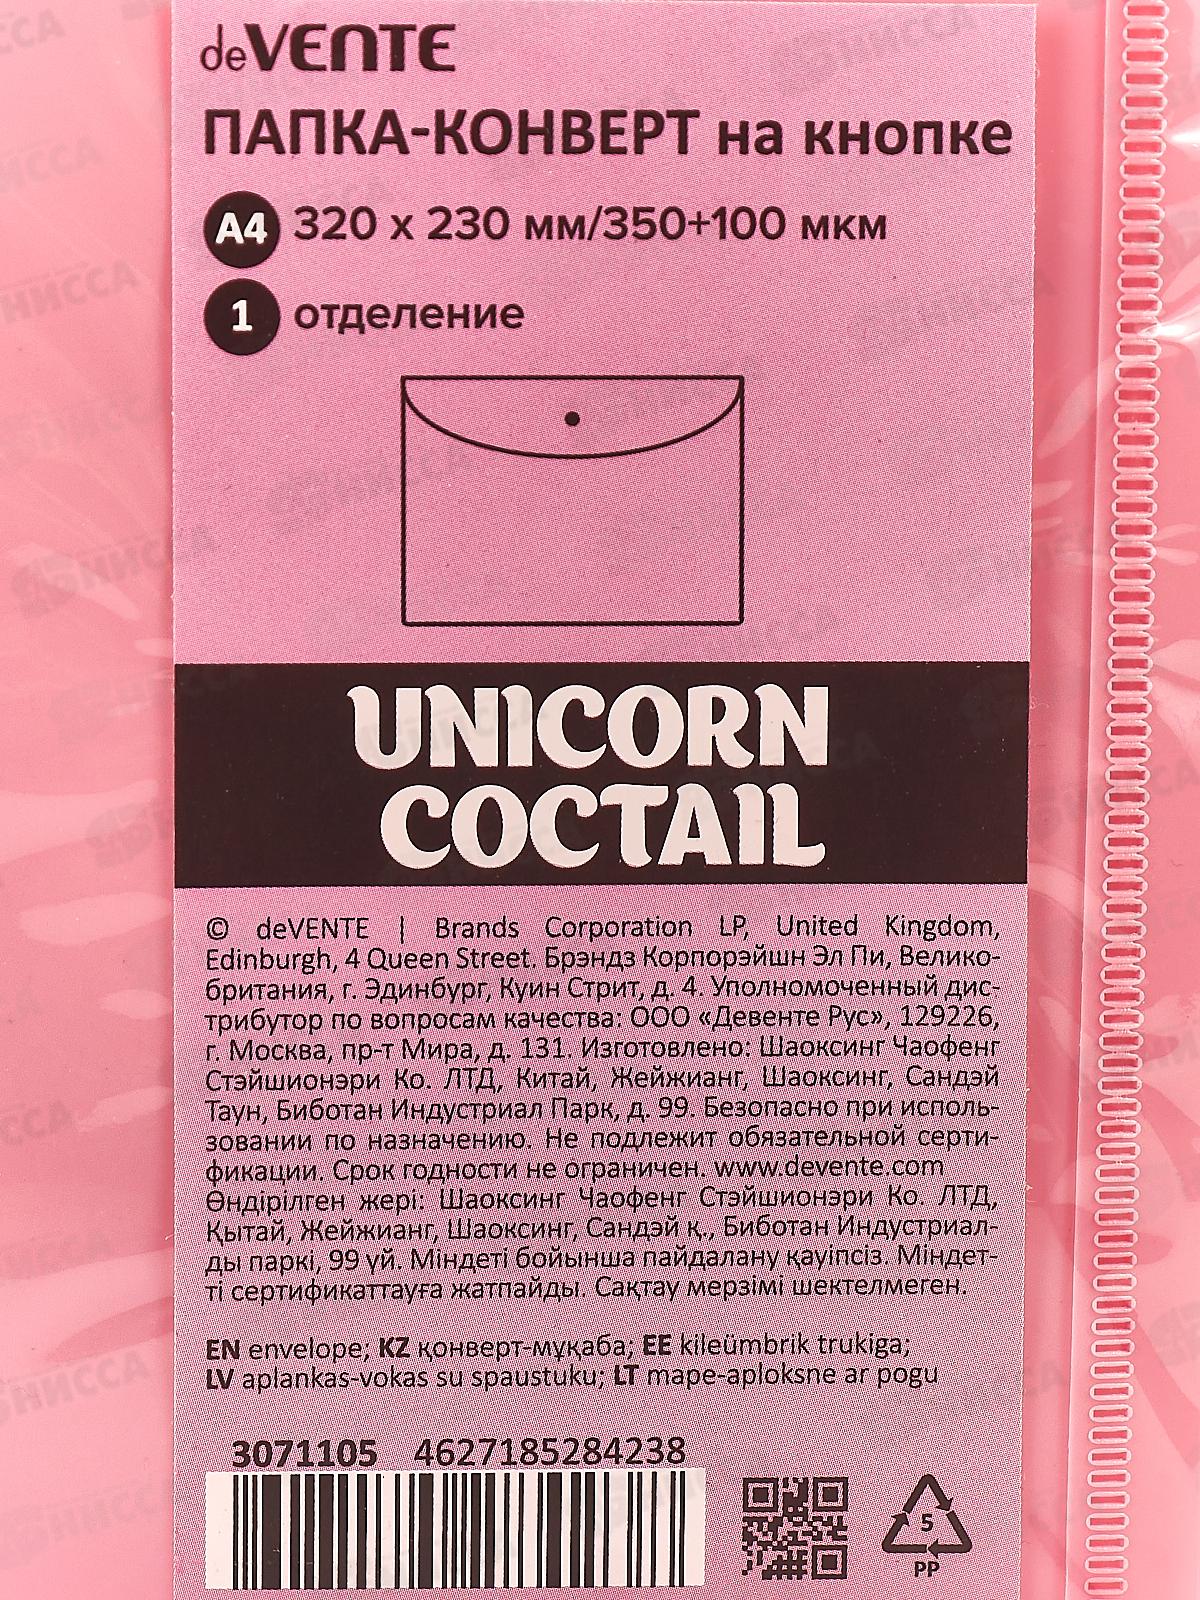 deVENTE
ПАПКА-КОНВЕРТ на кнопке
A4 320 x 230 мм/350+100 мкм
1 отделение
UNICORN
COCTAIL
© deVENTE | Brands Corporation LP, United Kingdom,
Edinburgh, 4 Queen Street. Брэндз Корпорэйшн Эл Пи, Велико-
британия, г. Эдинбург, Куин Стрит, д. 4. Уполномоченный дис-
трибутор по вопросам качества: ООО «Девенте Рус», 129226,
г. Москва, пр-т Мира, д. 131. Изготовлено: Шаоксинг Чаофенг
Стэйшионэри Ко. ЛТД, Китай, Жейжианг, Шаоксинг, Сандэй
Таун, Биботан Индустриал Парк, д. 99. Безопасно при исполь-
зовании по назначению. Не подлежит обязательной серти-
фикации. Срок годности не ограничен. www.devente.com
Өндірілген жері: Шаоксинг Чаофенг Стэйшионэри Ко. ЛТД,
Қытай, Жейжианг, Шаоксинг, Сандэй қ., Биботан Индустриал-
ды паркі, 99 үй. Міндеті бойынша пайдалану қауіпсіз. Міндет-
ті сертификаттауға жатпайды. Сақтау мерзімі шектелмеген.
EN envelope; KZ қонверт-мұқаба; EE kileümbrik trukiga;
LV aplankas-vokas su spaustuku; LT mape-aploksne ar pogu
3071105 4627185284238
5
PP